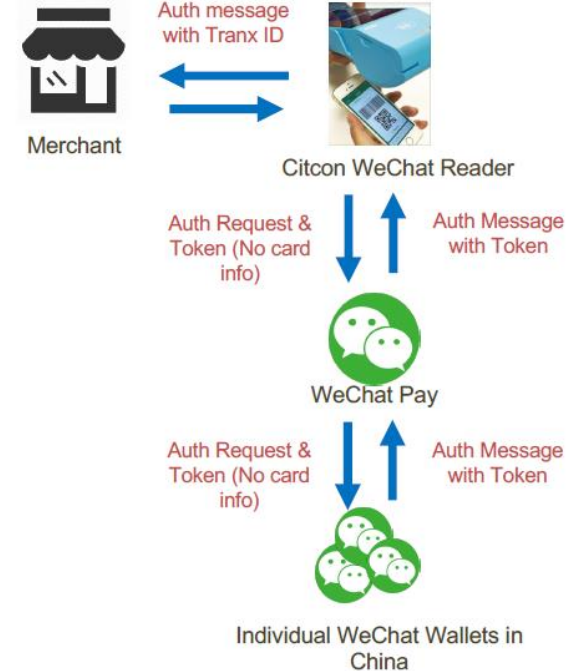 Auth message
with Tranx ID
Merchant
Citcon WeChat Reader
Auth Request &
Token (No card
info)
Auth Message
with Token
WeChat Pay
Auth Request &
Token (No card
info)
Auth Message
with Token
Individual WeChat Wallets in
China